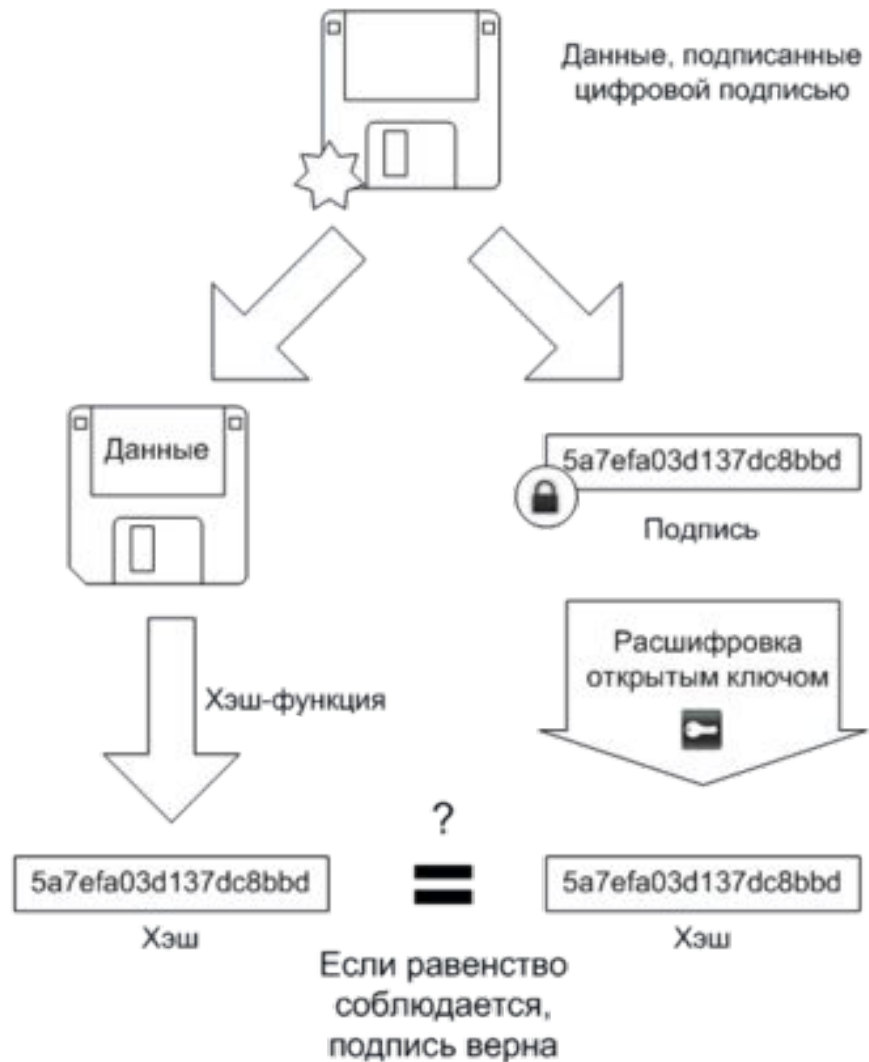 Данные, подписанные
цифровой подписью
Данные
5a7efa03d137dc8bbd
Подпись
Хэш-функция
Расшифровка
открытым ключом
?
5a7efa03d137dc8bbd
=
5a7efa03d137dc8bbd
Хэш
Хэш
Если равенство
соблюдается,
подпись верна